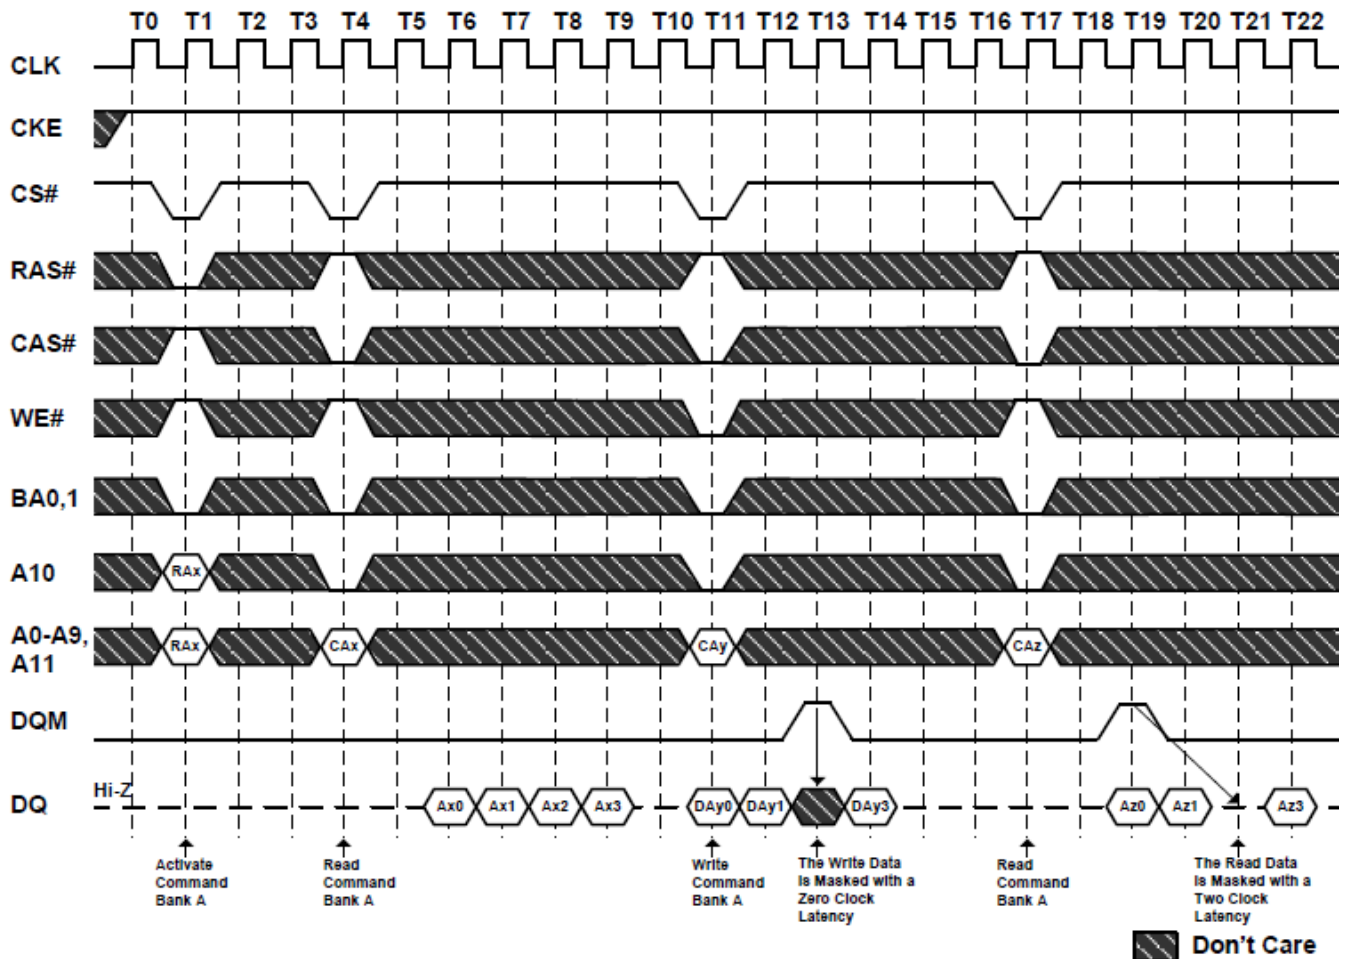 T0 T1 T2 T3 T4 T5 T6 T7 T8 T9 T10 T11 T12 T13 T14 T15 T16 T17 T18 T19 T20 T21 T22
CLK
CKE
CS#
RAS#
CAS#
WE#
BA0,1
A10 RAx
A0-A9,
A11 RAx CAx CAy CAz
DQM
Hi-Z
DQ Ax0 Ax1 Ax2 Ax3 DAy0 DAy1 DAy3 Az0 Az1 Az3
Activate
Command
Bank A
Read
Command
Bank A
Write
Command
Bank A
The Write Data
is Masked with a
Zero Clock
Latency
Read
Command
Bank A
The Read Data
is Masked with a
Two Clock
Latency
Don't Care